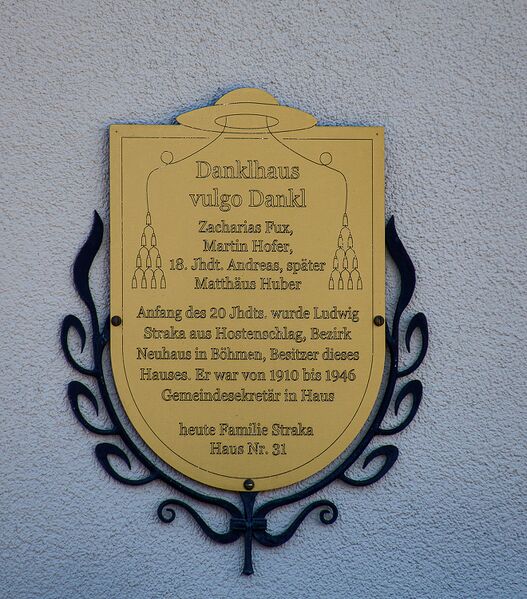 Danklhaus
vulgo Dankl
Zacharias Fux,
Martin Hofer,
18. Jhdt. Andreas, später
Matthäus Huber
Anfang des 20 Jhdts. wurde Ludwig
Straka aus Hostenschlag, Bezirk
Neuhaus in Böhmen, Besitzer dieses
Hauses. Er war von 1910 bis 1946
Gemeindesekretär in Haus
heute Familie Straka
Haus Nr. 31